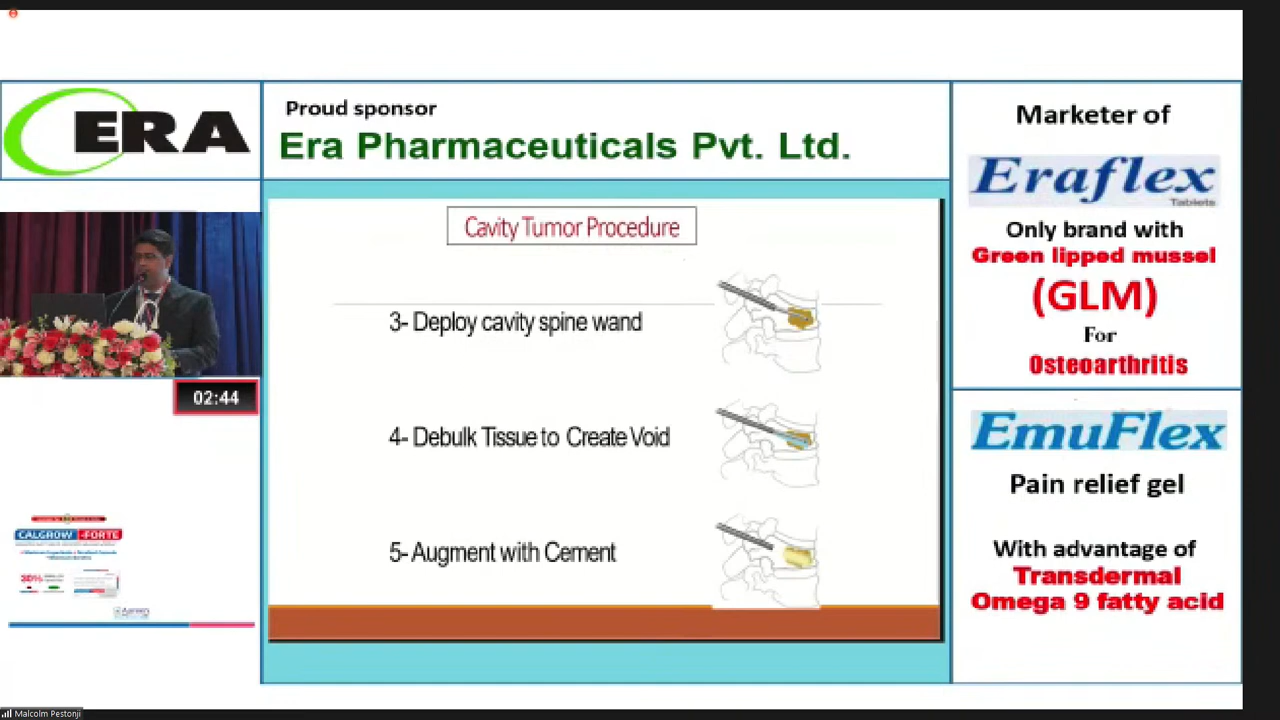 ERA
Proud sponsor
Era Pharmaceuticals Pvt. Ltd.
Cavity Tumor Procedure
3- Deploy cavity spine wand
4- Debulk Tissue to Create Void
5- Augment with Cement
02:44
CALGROW -FORTE
30%
Marketer of
Eraflex
Tablets
Only brand with
Green lipped mussel
(GLM)
For
Osteoarthritis
EmuFlex
Pain relief gel
With advantage of
Transdermal
Omega 9 fatty acid
Malcolm Pestonji